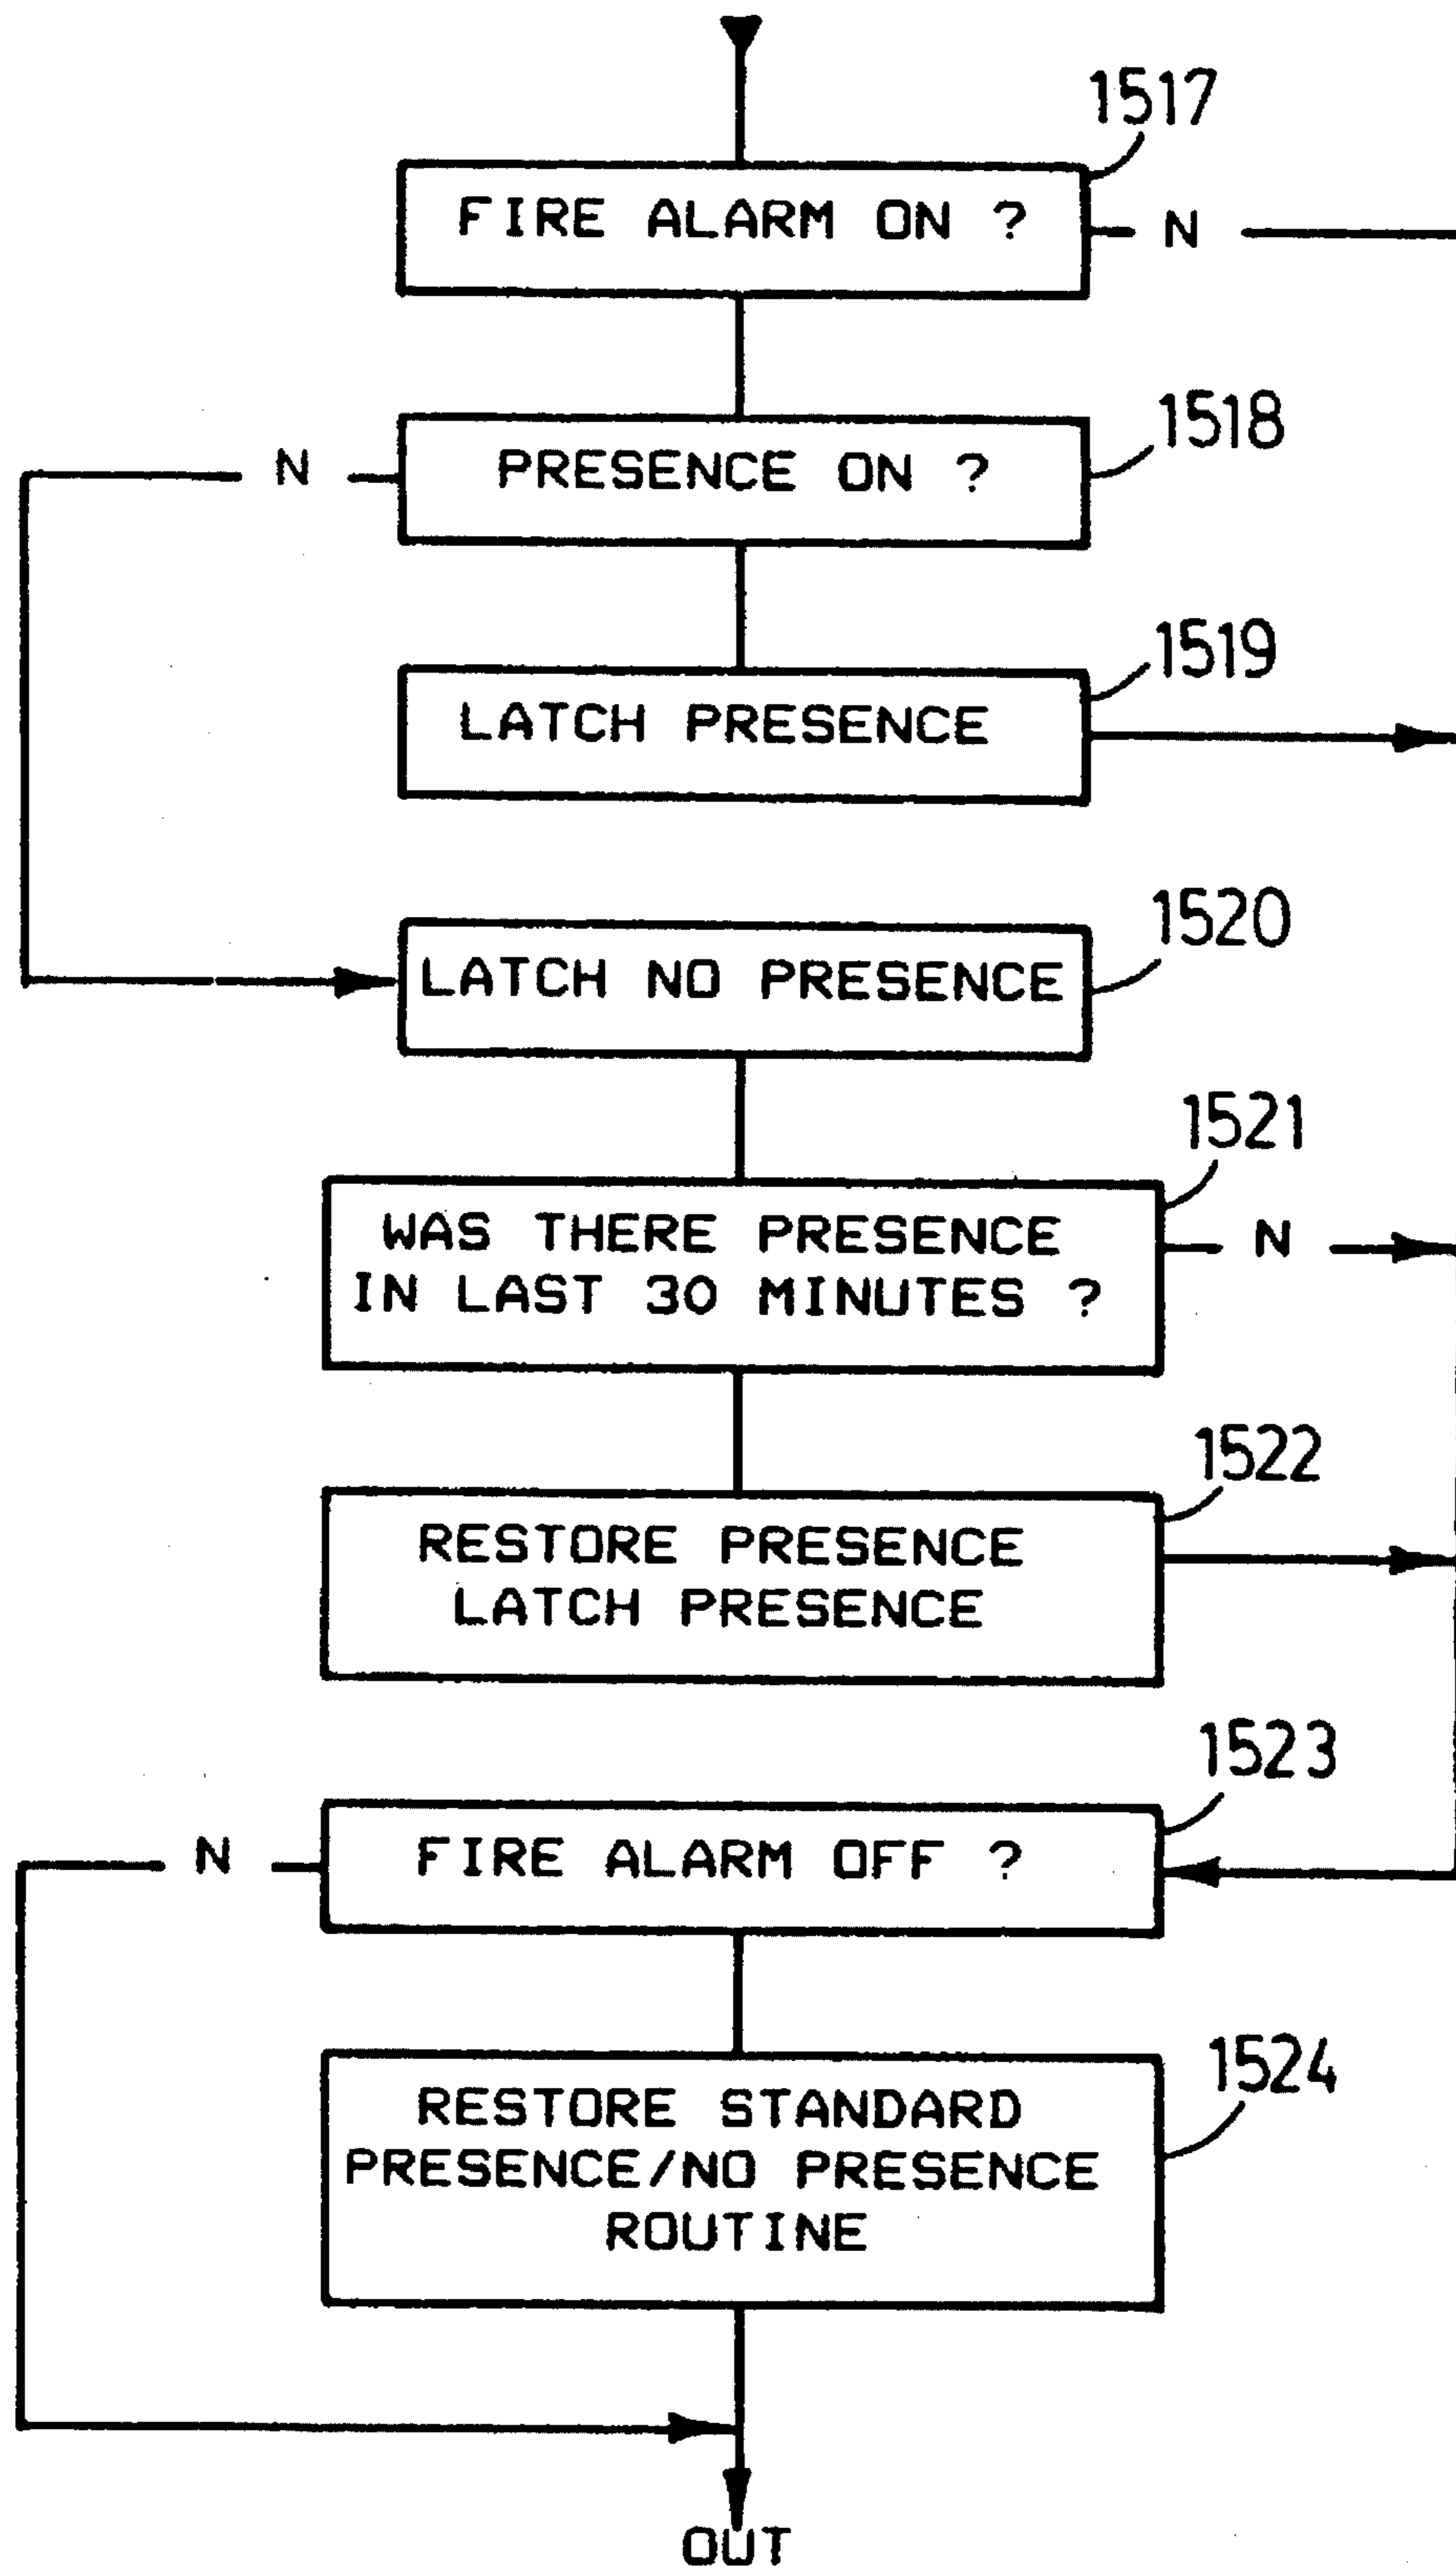 1517
FIRE ALARM ON ?
N
1518
N
PRESENCE ON ?
1519
LATCH PRESENCE
1520
LATCH NO PRESENCE
1521
WAS THERE PRESENCE
IN LAST 30 MINUTES ?
N
1522
RESTORE PRESENCE
LATCH PRESENCE
1523
N
FIRE ALARM OFF ?
1524
RESTORE STANDARD
PRESENCE/NO PRESENCE
ROUTINE
OUT